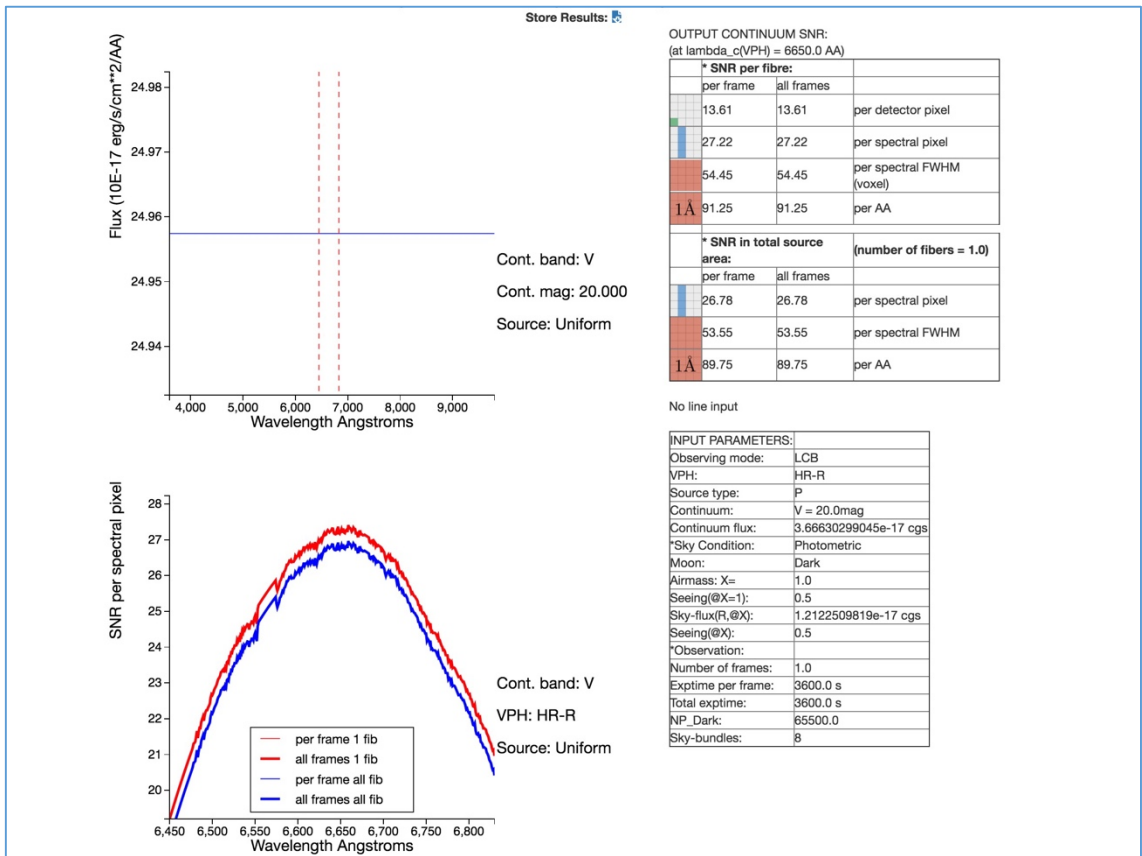 Store Results:
Flux (10E-17 erg/s/cm**2/AA)
24.98
24.97
24.96
24.95
24.94
4,000 5,000 6,000 7,000 8,000 9,000
Wavelength Angstroms
Cont. band: V
Cont. mag: 20.000
Source: Uniform
SNR per spectral pixel
28
27
26
25
24
23
22
21
20
6,450 6,500 6,550 6,600 6,650 6,700 6,750 6,800
Wavelength Angstroms
Cont. band: V
VPH: HR-R
Source: Uniform
per frame 1 fib
all frames 1 fib
per frame all fib
all frames all fib
OUTPUT CONTINUUM SNR:
(at lambda_c(VPH) = 6650.0 AA)
* SNR per fibre:
per frame all frames
13.61 13.61 per detector pixel
27.22 27.22 per spectral pixel
54.45 54.45 per spectral FWHM
(voxel)
1Å 91.25 91.25 per AA
* SNR in total source
area: (number of fibers = 1.0)
per frame all frames
26.78 26.78 per spectral pixel
53.55 53.55 per spectral FWHM
1Å 89.75 89.75 per AA
No line input
INPUT PARAMETERS:
Observing mode: LCB
VPH: HR-R
Source type: P
Continuum: V = 20.0mag
Continuum flux: 3.66630299045e-17 cgs
*Sky Condition: Photometric
Moon: Dark
Airmass: X= 1.0
Seeing(@X=1): 0.5
Sky-flux(R,@X): 1.2122509819e-17 cgs
Seeing(@X): 0.5
*Observation:
Number of frames: 1.0
Exptime per frame: 3600.0 s
Total exptime: 3600.0 s
NP_Dark: 65500.0
Sky-bundles: 8